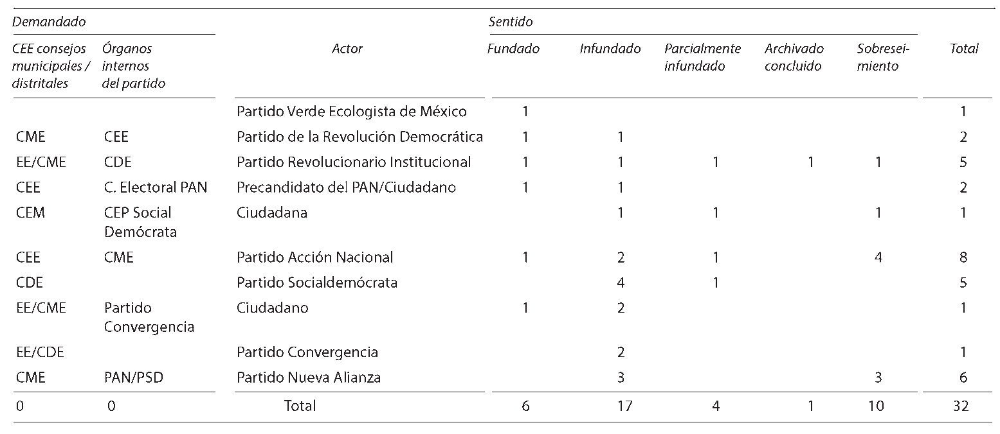 Demandado Sentido
CEE consejos Órganos Actor Fundado Infundado Parcialmente Archivado Sobreseí- Total
municipales / internos infundado concluido miento
distritales del partido
Partido Verde Ecologista de México 1 1
CME CEE Partido de la Revolución Democrática 1 1 2
EE/CME CDE Partido Revolucionario Institucional 1 1 1 1 1 5
CEE C. Electoral PAN Precandidato del PAN/Ciudadano 1 1 2
CEM CEP Social Ciudadana 1 1 1 1
Demócrata
CEE CME Partido Acción Nacional 1 2 1 4 8
CDE Partido Socialdemócrata 4 1 5
EE/CME Partido Ciudadano 1 2 1
Convergencia
EE/CDE Partido Convergencia 2 1
CME PAN/PSD Partido Nueva Alianza 3 3 6
0 0 Total 6 17 4 1 10 32